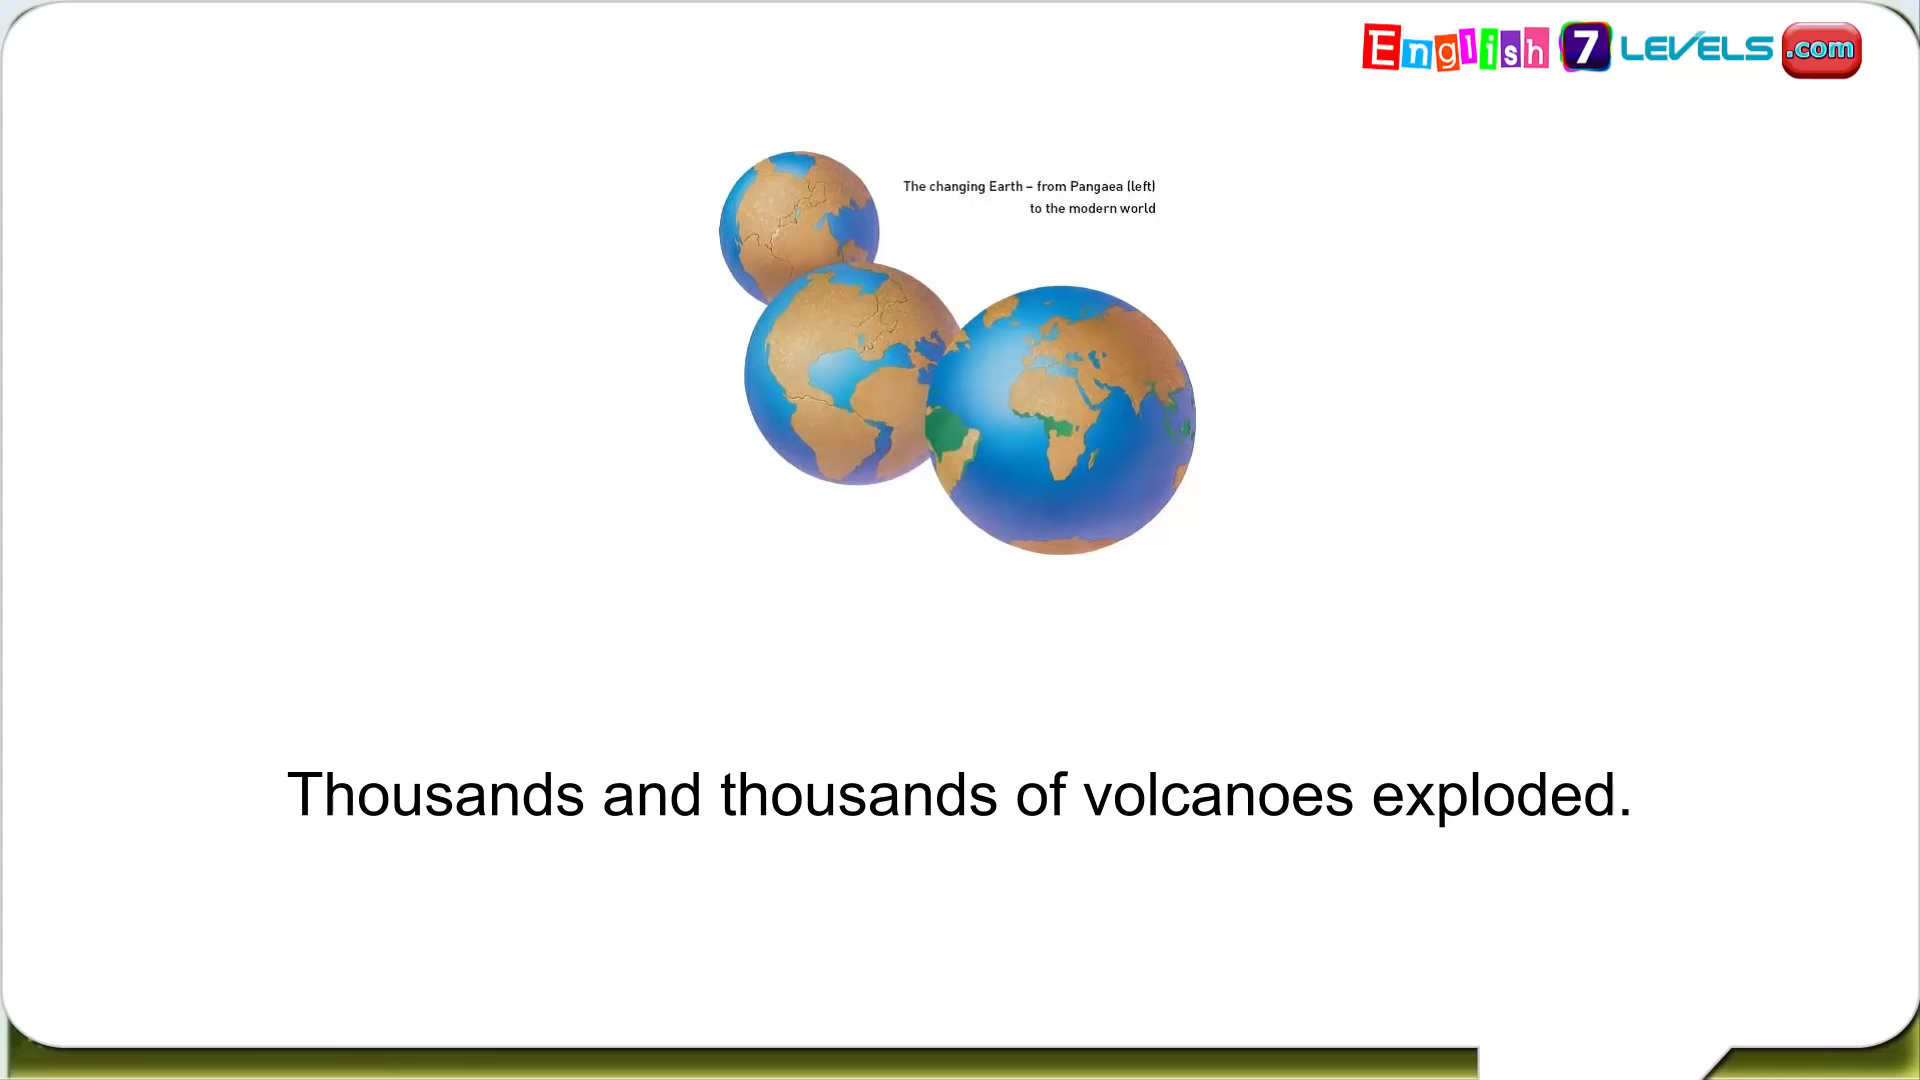 English 7 LEVELS .com
The changing Earth – from Pangaea (left)
to the modern world
Thousands and thousands of volcanoes exploded.